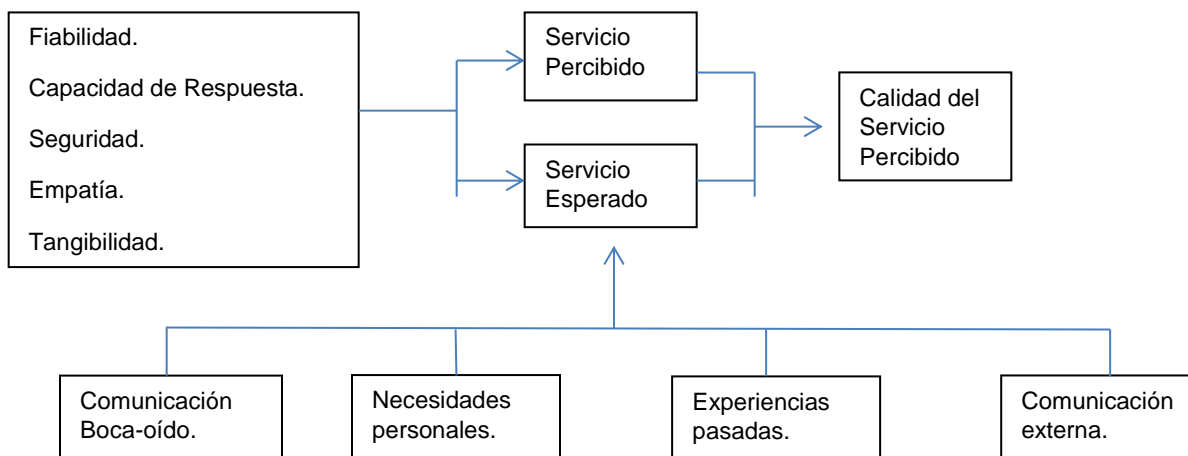 Fiabilidad.
Capacidad de Respuesta.
Seguridad.
Empatía.
Tangibilidad.
Servicio
Percibido
Servicio
Esperado
Calidad del
Servicio
Percibido
Comunicación
Boca-oído.
Necesidades
personales.
Experiencias
pasadas.
Comunicación
externa.